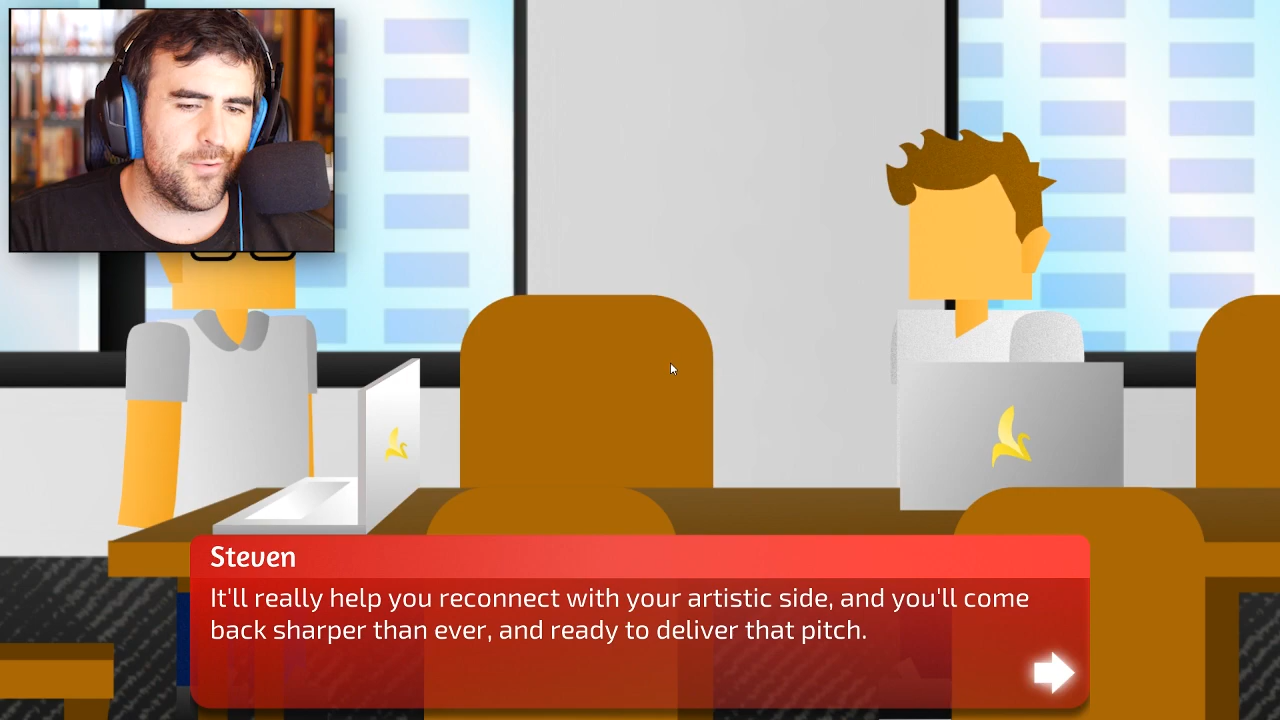 Steven
It'll really help you reconnect with your artistic side, and you'll come
back sharper than ever, and ready to deliver that pitch.